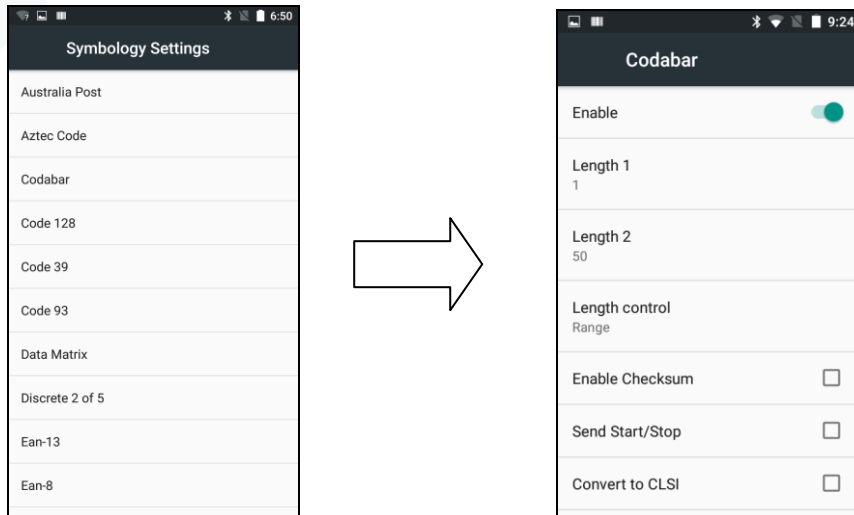 6:50
Symbology Settings
Australia Post
Aztec Code
Codabar
Code 128
Code 39
Code 93
Data Matrix
Discrete 2 of 5
Ean-13
Ean-8
9:24
Codabar
Enable
Length 1
1
Length 2
50
Length control
Range
Enable Checksum
Send Start/Stop
Convert to CLSI